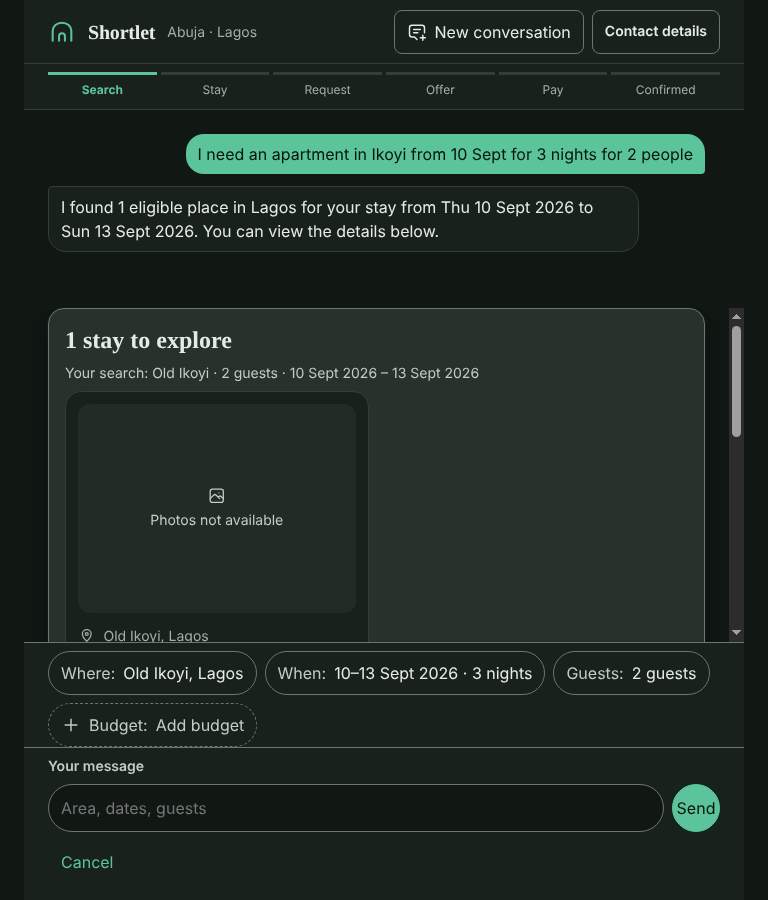 Shortlet Abuja · Lagos New conversation Contact details
Search Stay Request Offer Pay Confirmed
I need an apartment in Ikoyi from 10 Sept for 3 nights for 2 people
I found 1 eligible place in Lagos for your stay from Thu 10 Sept 2026 to
Sun 13 Sept 2026. You can view the details below.
1 stay to explore
Your search: Old Ikoyi · 2 guests · 10 Sept 2026 – 13 Sept 2026
Photos not available
Old Ikoyi, Lagos
Where: Old Ikoyi, Lagos When: 10–13 Sept 2026 · 3 nights Guests: 2 guests
Budget: Add budget
Your message
Area, dates, guests Send
Cancel